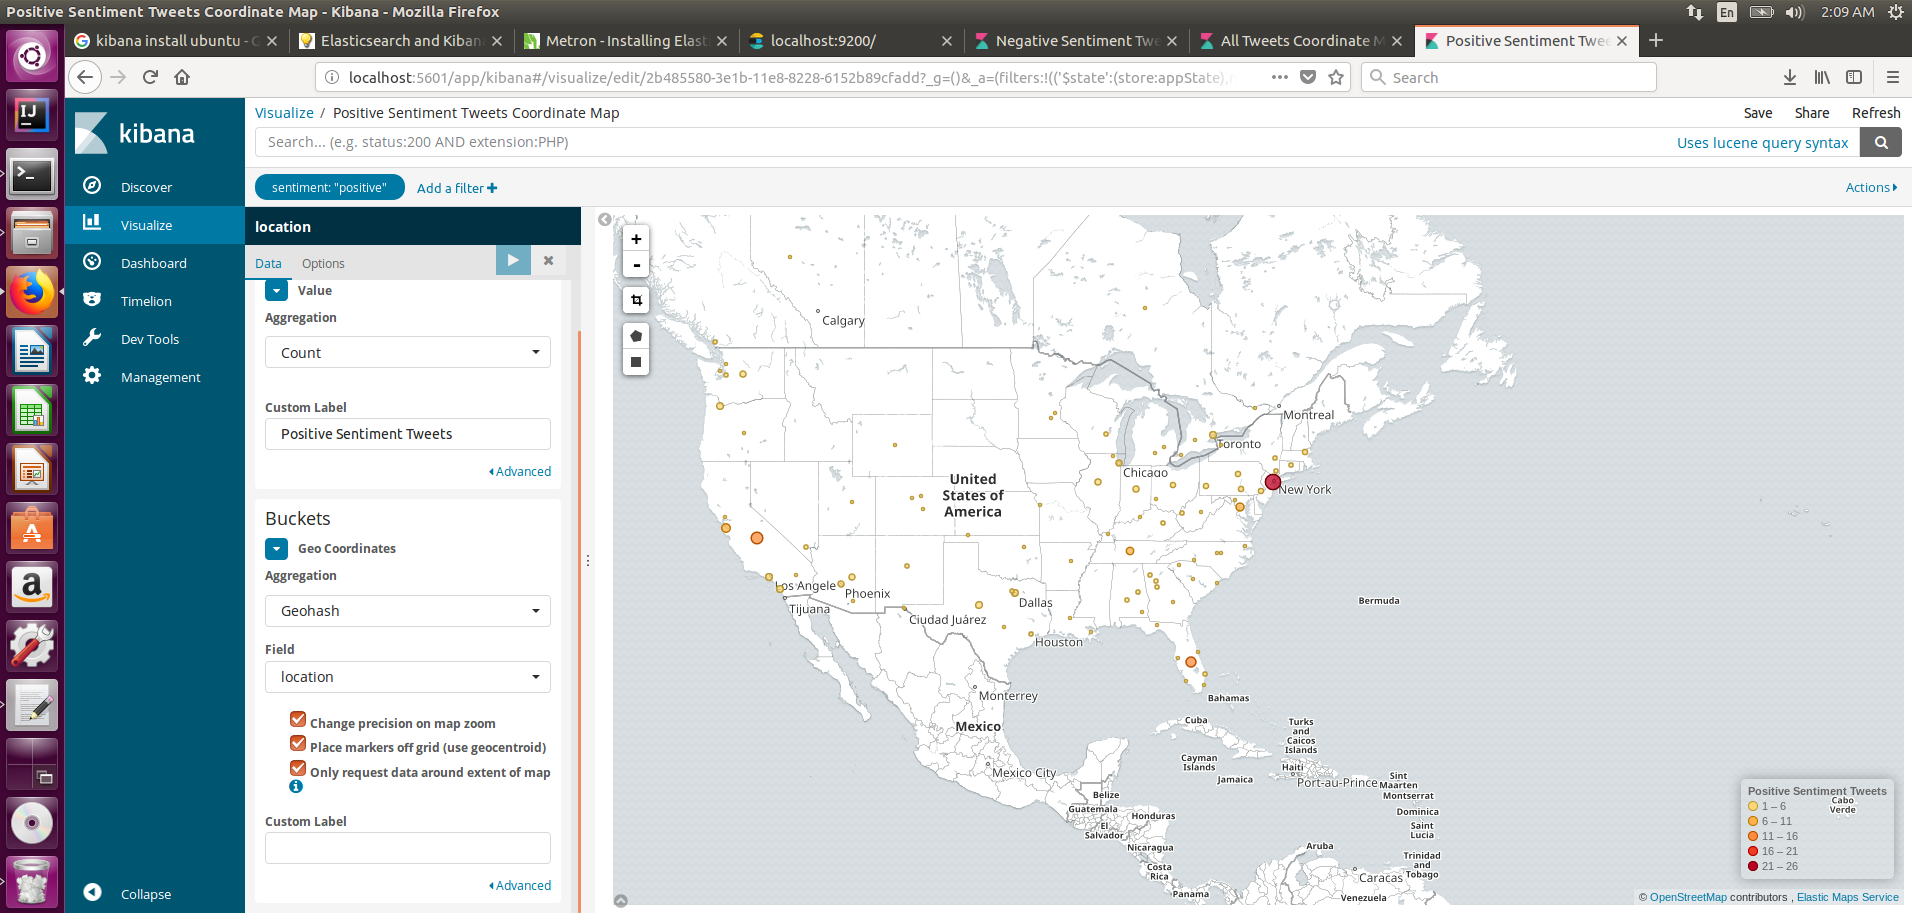 Positive Sentiment Tweets Coordinate Map - Kibana - Mozilla Firefox
En
2:09 AM
kibana install ubuntu -
Elasticsearch and Kiban
Metron - Installing Elast
localhost:9200/
Negative Sentiment Twe
All Tweets Coordinate M
Positive Sentiment Twee
localhost:5601/app/kibana#/visualize/edit/2b485580-3e1b-11e8-8228-6152b89cfadd?_g=()&_a=(filters:!(('$state':(store:appState),
Search
kibana
Discover
Visualize
Dashboard
Timelion
Dev Tools
Management
Collapse
Visualize / Positive Sentiment Tweets Coordinate Map
Save Share Refresh
Search... (e.g. status:200 AND extension:PHP)
Uses lucene query syntax
sentiment: "positive"
Add a filter
Actions
location
Data Options
Value
Aggregation
Count
Custom Label
Positive Sentiment Tweets
Advanced
Buckets
Geo Coordinates
Aggregation
Geohash
Field
location
Change precision on map zoom
Place markers off grid (use geocentroid)
Only request data around extent of map
Custom Label
Advanced
+
-
Calgary
Montreal
Toronto
Chicago
New York
United
States of
America
Los Angele
Phoenix
Tijuana
Dallas
Ciudad Juárez
Houston
Bermuda
Monterrey
Bahamas
Mexico
Cuba
Turks
and
Caicos
Islands
Cayman
Islands
Mexico City
Jamaica
Haiti
Port-au-Prince
Sint
Maarten
Montserrat
Belize
Guatemala
Honduras
Dominica
El
Salvador
Saint
Lucia
Nicaragua
Aruba
Trinidad
and
Tobago
Costa
Rica
Caracas
Panama
Venezuela
Positive Sentiment Tweets
Cabo
Verde
1 – 6
6 – 11
11 – 16
16 – 21
21 – 26
© OpenStreetMap contributors , Elastic Maps Service